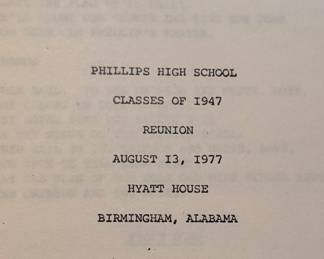 PHILLIPS HIGH SCHOOL
CLASSES OF 1947
REUNION
AUGUST 13, 1977
HYATT HOUSE
BIRMINGHAM, ALABAMA